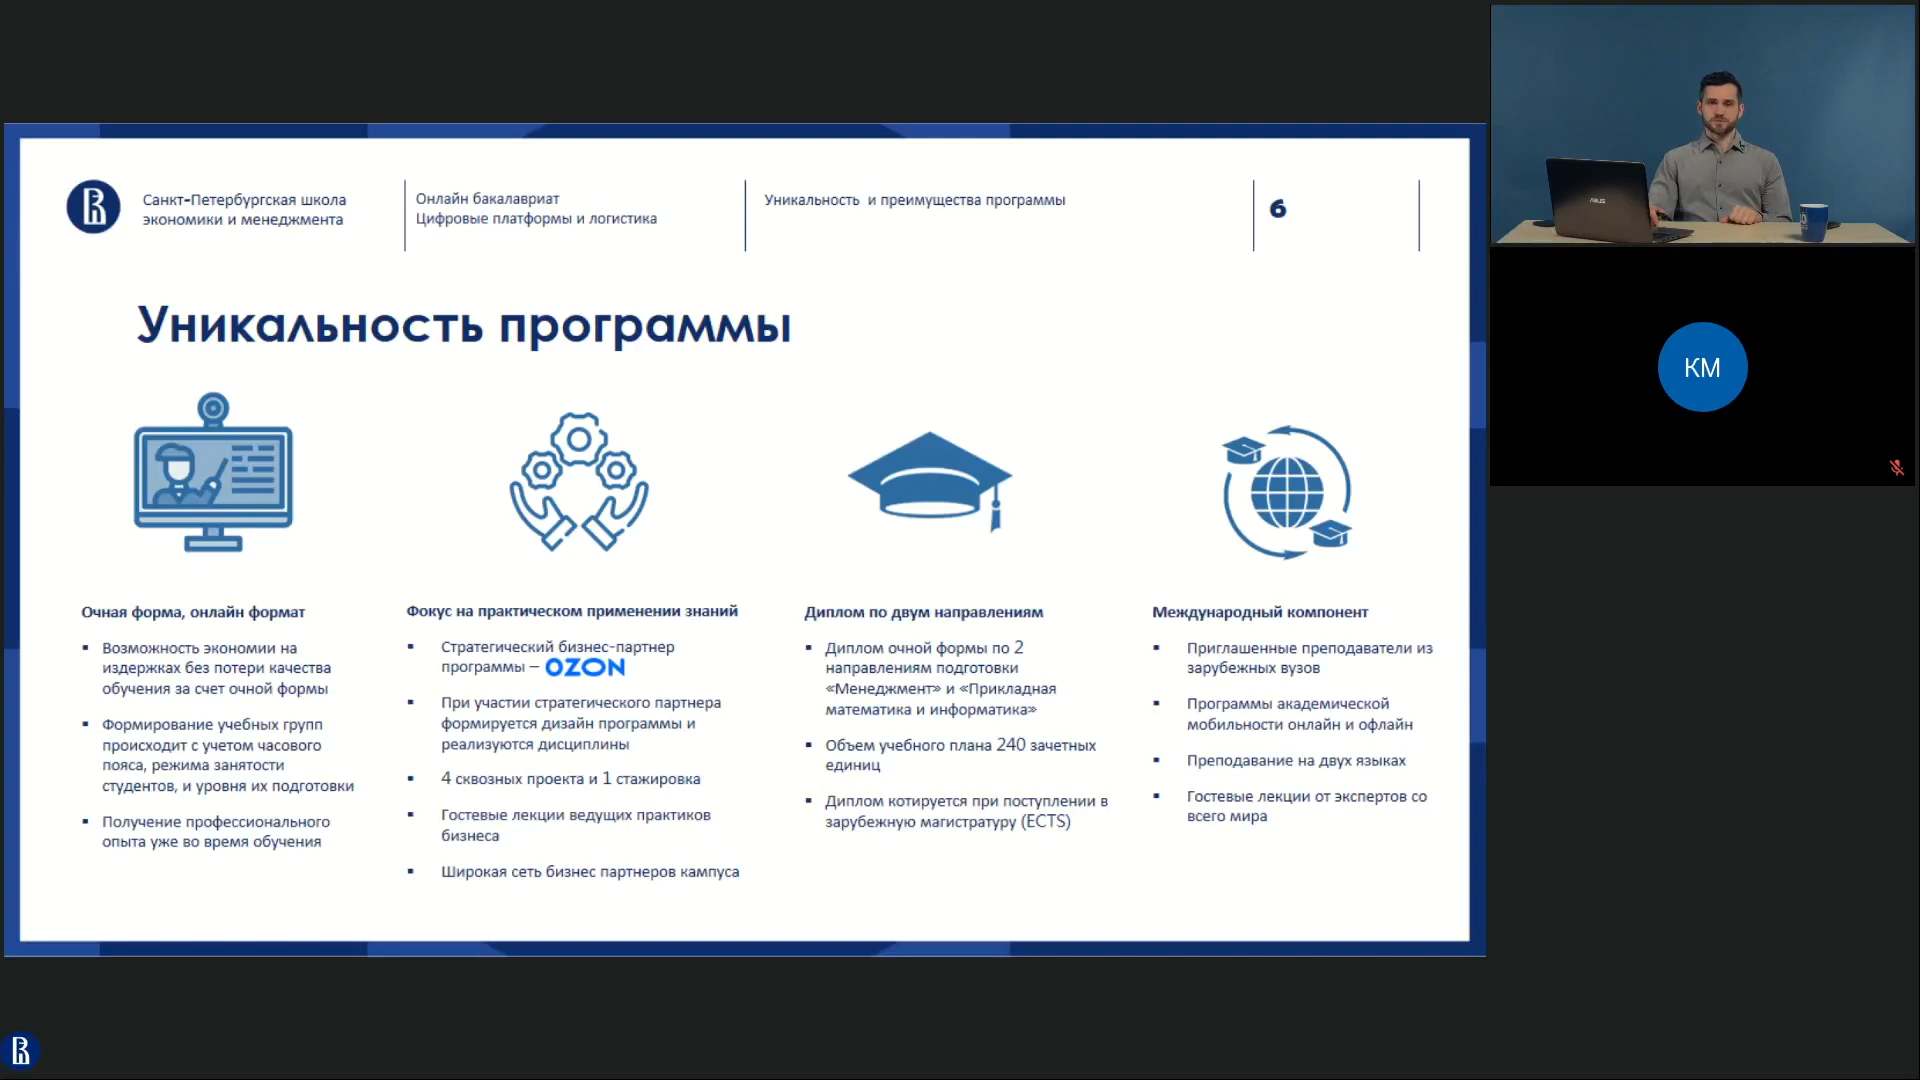 Санкт-Петербургская школа
экономики и менеджмента
Онлайн бакалавриат
Цифровые платформы и логистика
Уникальность и преимущества программы
6
Уникальность программы
Очная форма, онлайн формат
▪ Возможность экономии на
издержках без потери качества
обучения за счет очной формы
▪ Формирование учебных групп
происходит с учетом часового
пояса, режима занятости
студентов, и уровня их подготовки
▪ Получение профессионального
опыта уже во время обучения
Фокус на практическом применении знаний
▪ Стратегический бизнес-партнер
программы – OZON
▪ При участии стратегического партнера
формируется дизайн программы и
реализуются дисциплины
▪ 4 сквозных проекта и 1 стажировка
▪ Гостевые лекции ведущих практиков
бизнеса
▪ Широкая сеть бизнес партнеров кампуса
Диплом по двум направлениям
▪ Диплом очной формы по 2
направлениям подготовки
«Менеджмент» и «Прикладная
математика и информатика»
▪ Объем учебного плана 240 зачетных
единиц
▪ Диплом котируется при поступлении в
зарубежную магистратуру (ECTS)
Международный компонент
▪ Приглашенные преподаватели из
зарубежных вузов
▪ Программы академической
мобильности онлайн и офлайн
▪ Преподавание на двух языках
▪ Гостевые лекции от экспертов со
всего мира
ASUS
КМ